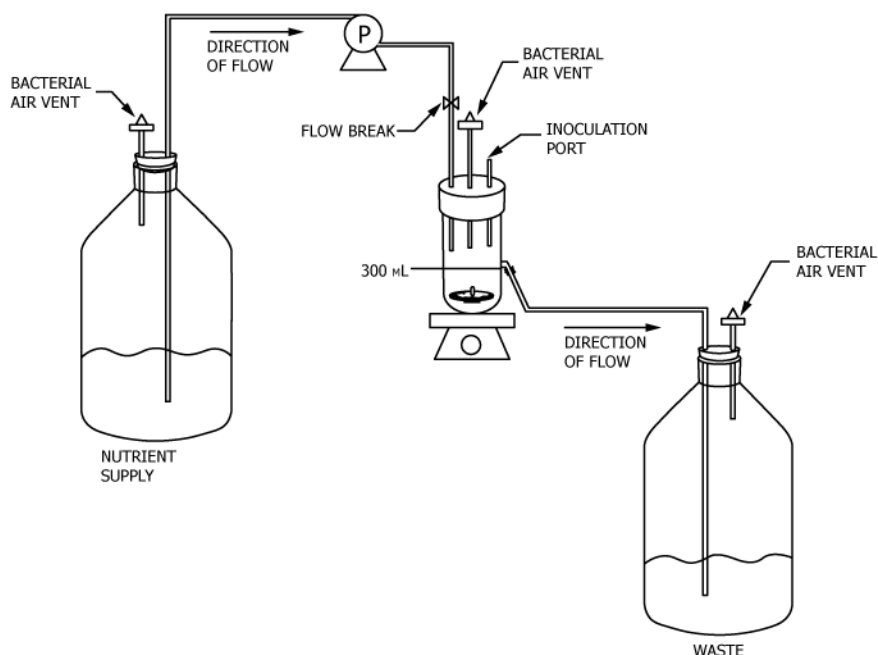 P
DIRECTION
OF FLOW
BACTERIAL
AIR VENT
BACTERIAL
AIR VENT
FLOW BREAK
INOCULATION
PORT
300 mL
BACTERIAL
AIR VENT
DIRECTION
OF FLOW
NUTRIENT
SUPPLY
WASTE